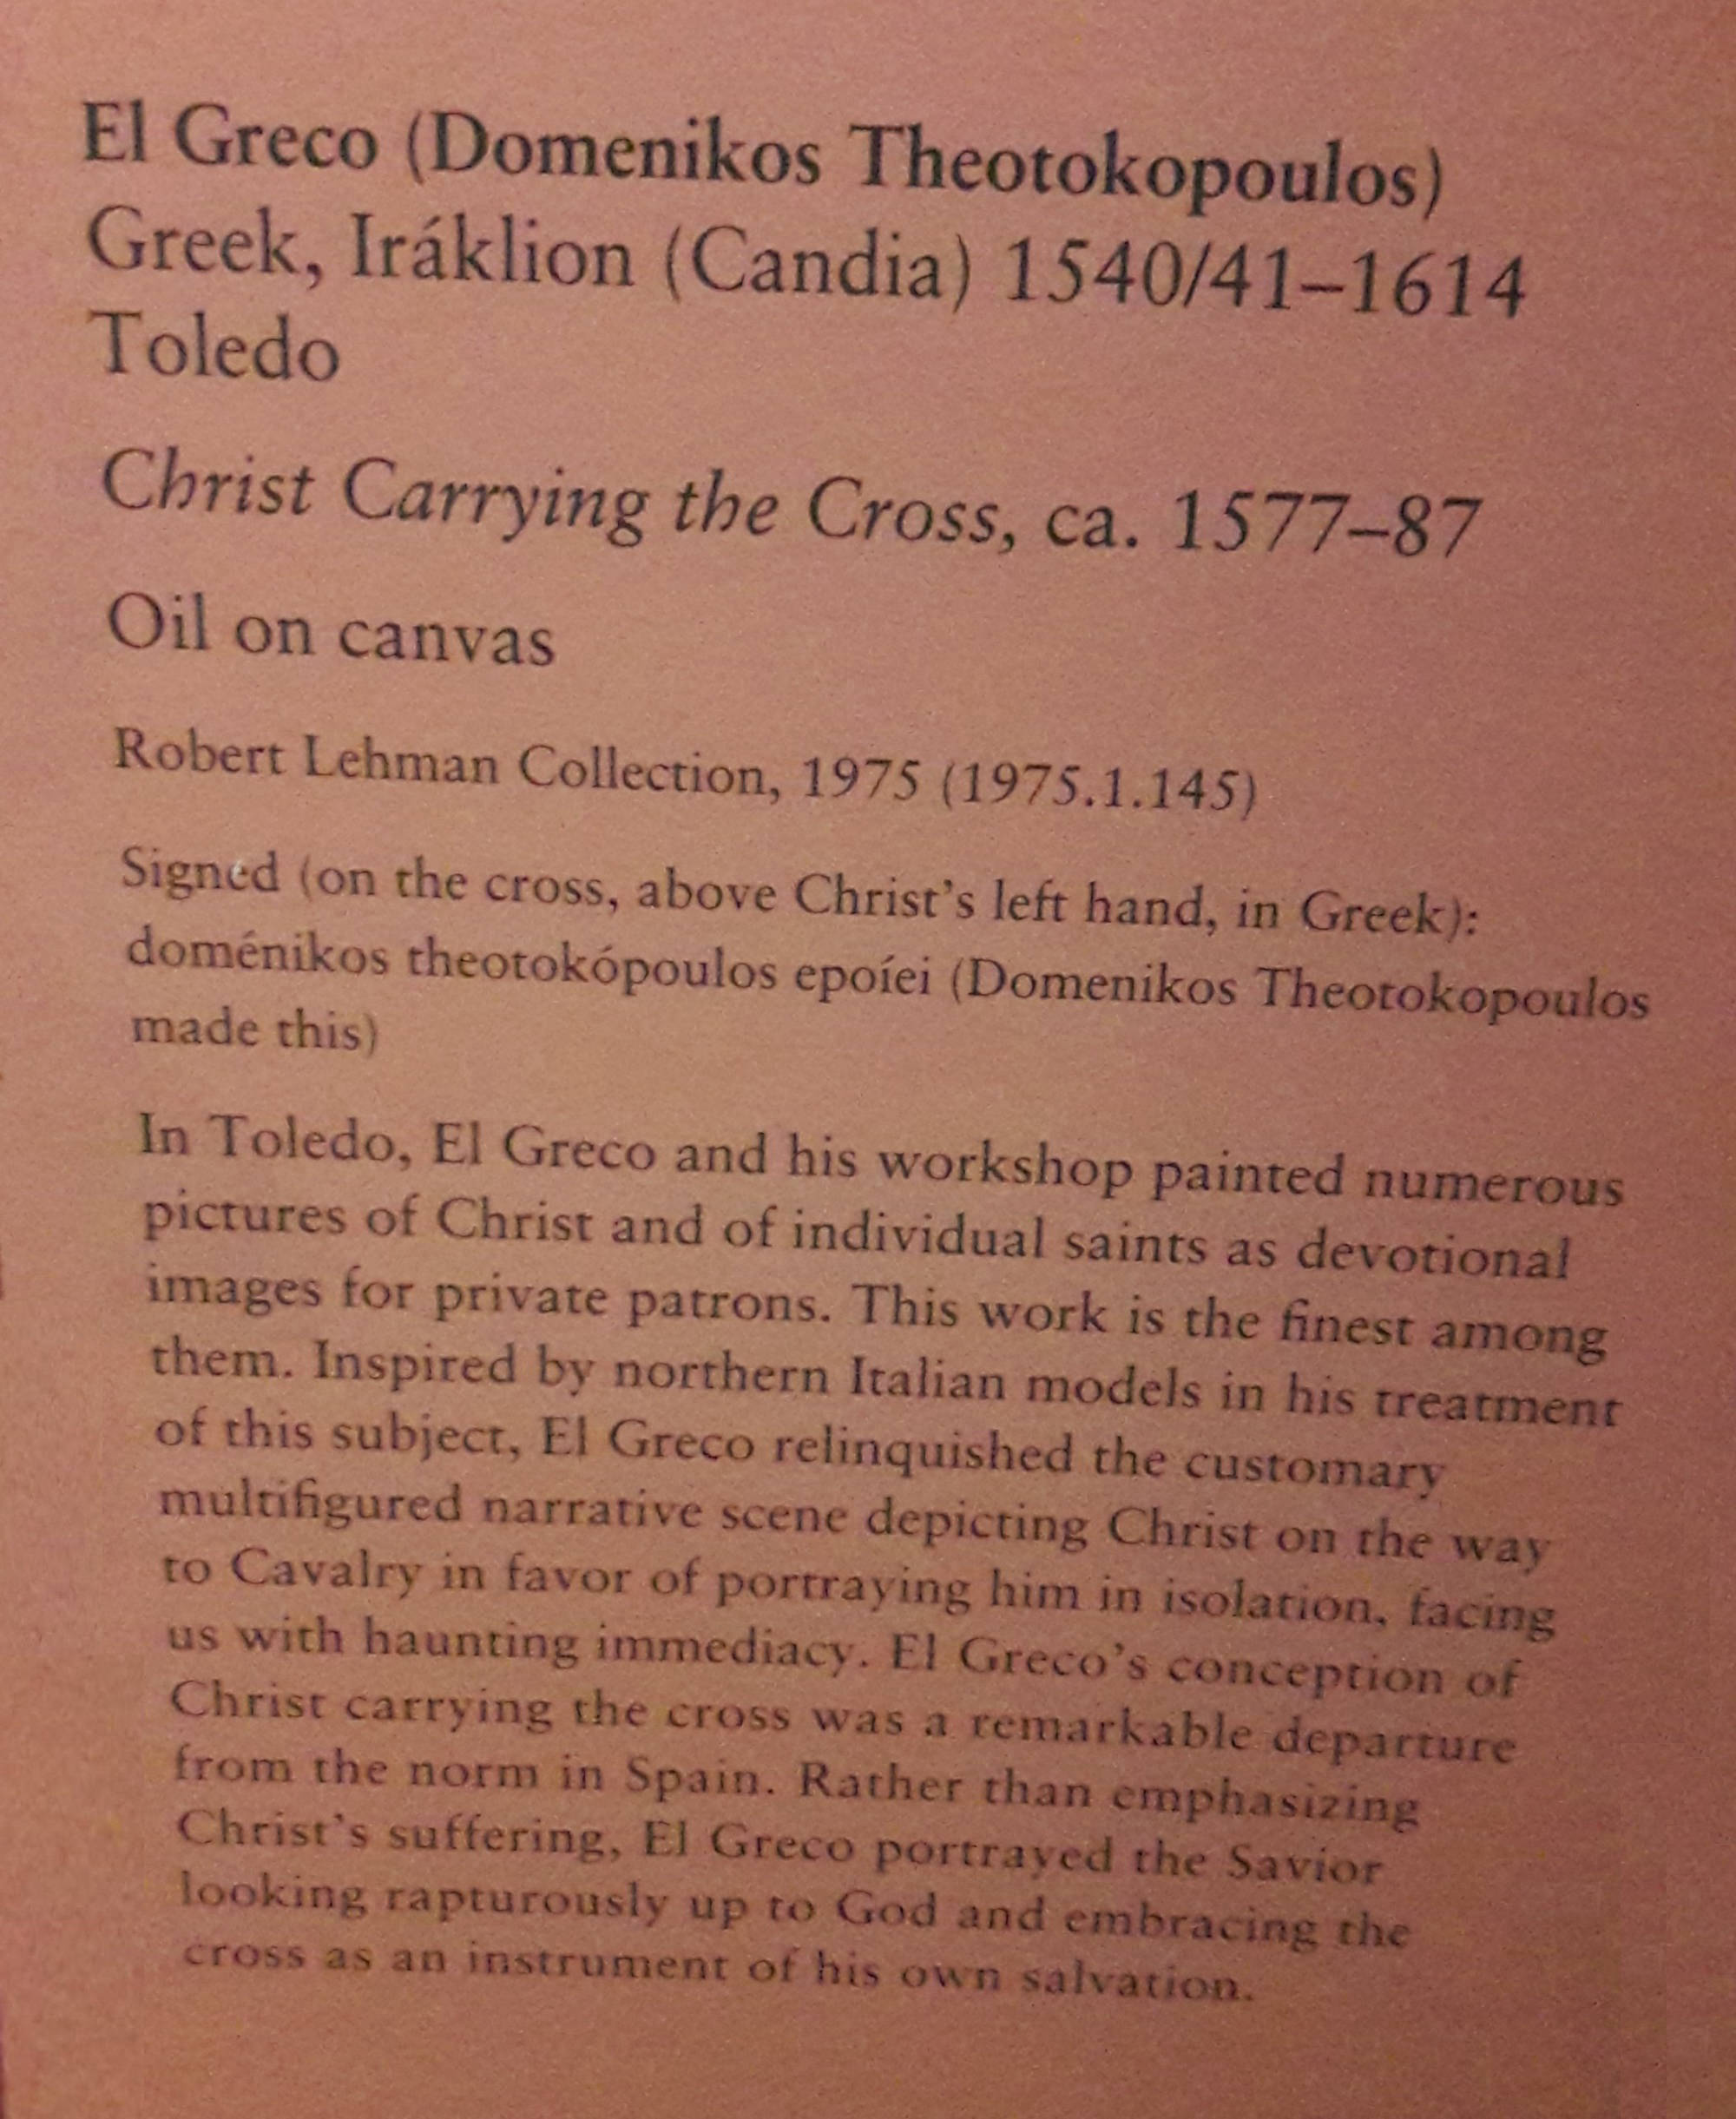 El Greco (Domenikos Theotokopoulos)
Greek, Iráklion (Candia) 1540/41–1614
Toledo
Christ Carrying the Cross, ca. 1577–87
Oil on canvas
Robert Lehman Collection, 1975 (1975.1.145)
Signed (on the cross, above Christ's left hand, in Greek):
doménikos theotokópoulos epoíei (Domenikos Theotokopoulos
made this)
In Toledo, El Greco and his workshop painted numerous
pictures of Christ and of individual saints as devotional
images for private patrons. This work is the finest among
them. Inspired by northern Italian models in his treatment
of this subject, El Greco relinquished the customary
multifigured narrative scene depicting Christ on the way
to Cavalry in favor of portraying him in isolation, facing
us with haunting immediacy. El Greco's conception of
Christ carrying the cross was a remarkable departure
from the norm in Spain. Rather than emphasizing
Christ's suffering, El Greco portrayed the Savior
looking rapturously up to God and embracing the
cross as an instrument of his own salvation.